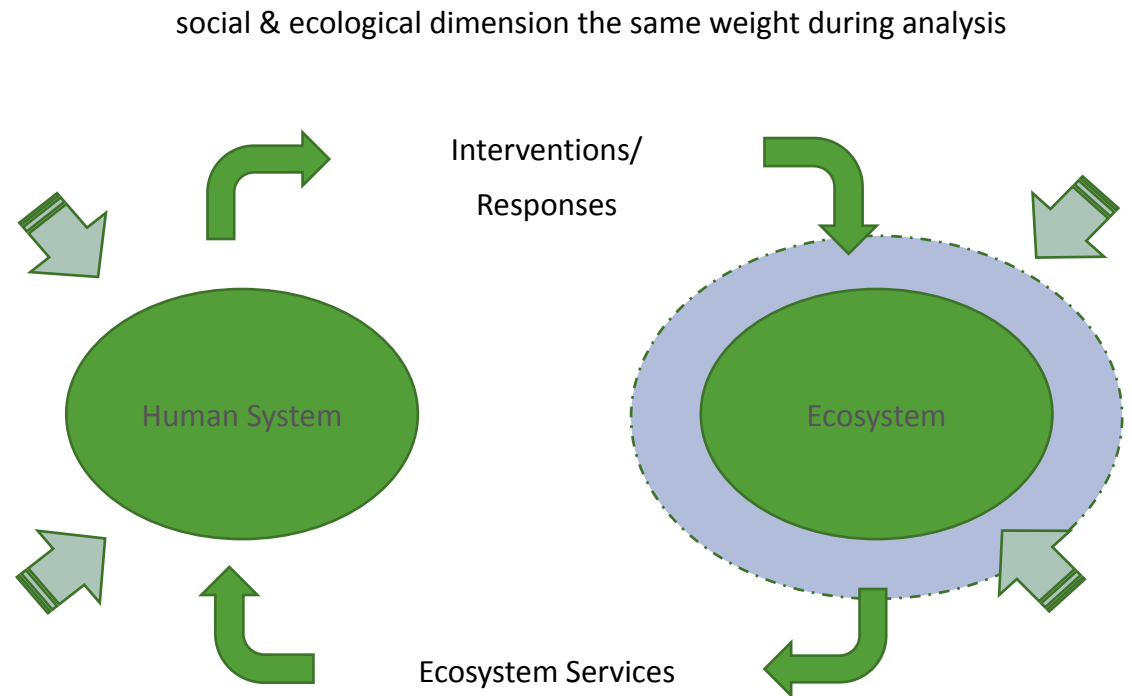 social & ecological dimension the same weight during analysis
Interventions/
Responses
Human System
Ecosystem
Ecosystem Services